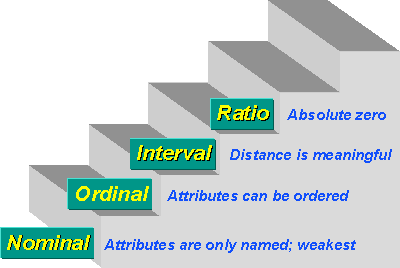 Ratio Absolute zero
Interval Distance is meaningful
Ordinal Attributes can be ordered
Nominal Attributes are only named; weakest